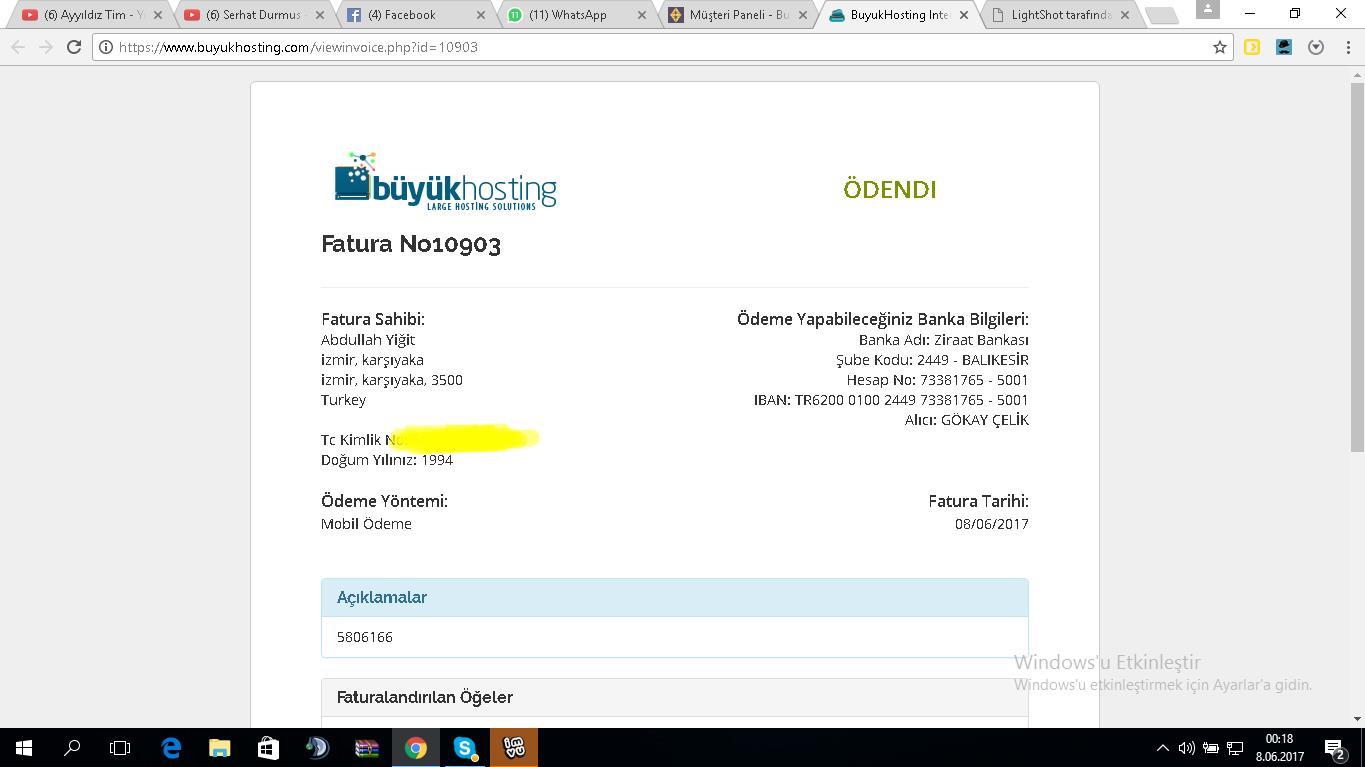 (6) Ayyıldız Tim - Y
(6) Serhat Durmus -
(4) Facebook
(11) WhatsApp
Müşteri Paneli - Bu
BuyukHosting Inte
LightShot tarafında
https://www.buyukhosting.com/viewinvoice.php?id=10903
büyükhosting
LARGE HOSTİNG SOLUTIONS
ÖDENDI
Fatura No10903
Fatura Sahibi:
Abdullah Yiğit
izmir, karşıyaka
izmir, karşıyaka, 3500
Turkey
Tc Kimlik No:
Doğum Yılınız: 1994
Ödeme Yapabileceğiniz Banka Bilgileri:
Banka Adı: Ziraat Bankası
Şube Kodu: 2449 - BALIKESİR
Hesap No: 73381765 - 5001
IBAN: TR6200 0100 2449 73381765 - 5001
Alıcı: GÖKAY ÇELİK
Ödeme Yöntemi:
Mobil Ödeme
Fatura Tarihi:
08/06/2017
Açıklamalar
5806166
Faturalandırılan Öğeler
Windows'u Etkinleştir
Windows'u etkinleştirmek için Ayarlar'a gidin.
00:18
8.06.2017
2